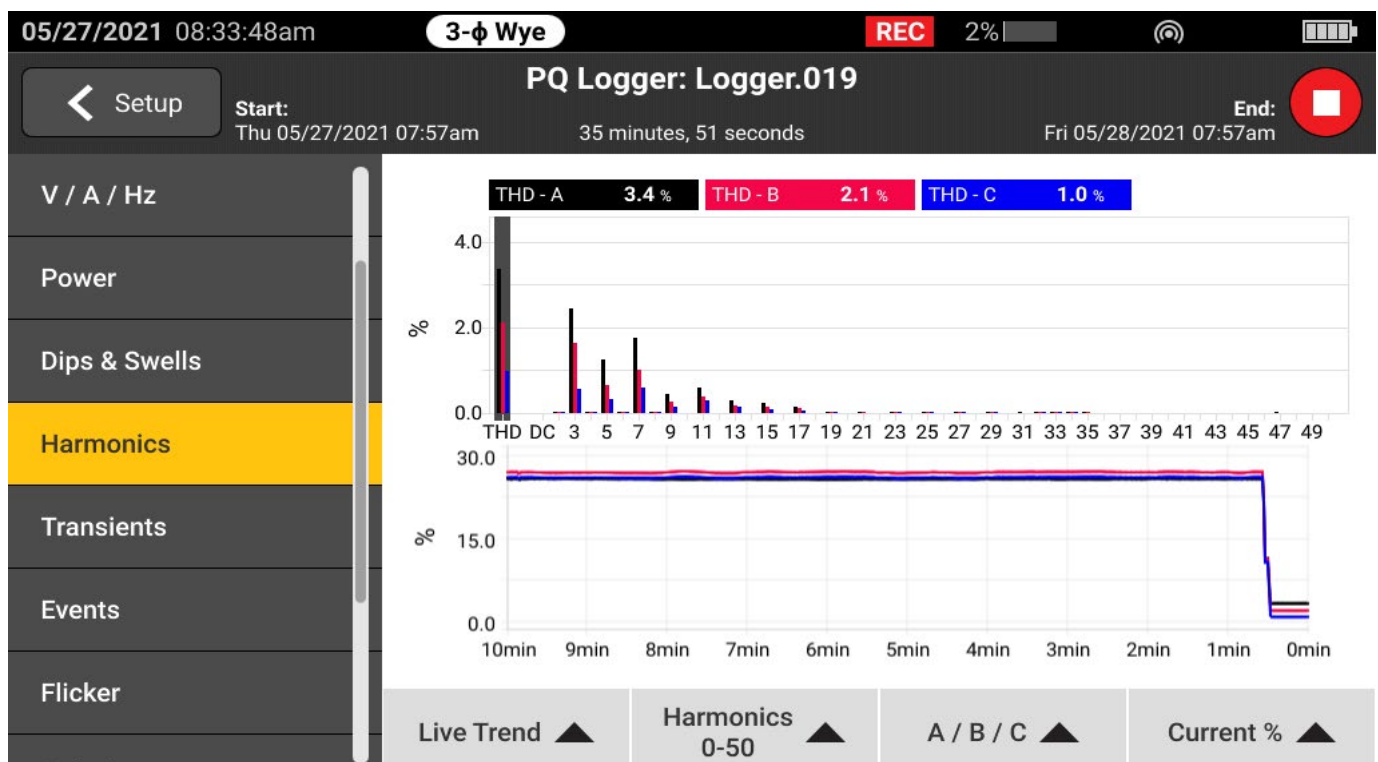 05/27/2021 08:33:48am 3-ϕ Wye REC 2%
PQ Logger: Logger.019
Setup
Start:
Thu 05/27/2021 07:57am
35 minutes, 51 seconds
End:
Fri 05/28/2021 07:57am
V / A / Hz
Power
Dips & Swells
Harmonics
Transients
Events
Flicker
THD - A 3.4 % THD - B 2.1 % THD - C 1.0 %
4.0
%
2.0
0.0
THD DC 3 5 7 9 11 13 15 17 19 21 23 25 27 29 31 33 35 37 39 41 43 45 47 49
30.0
%
15.0
0.0
10min 9min 8min 7min 6min 5min 4min 3min 2min 1min 0min
Live Trend
Harmonics
0-50
A / B / C
Current %